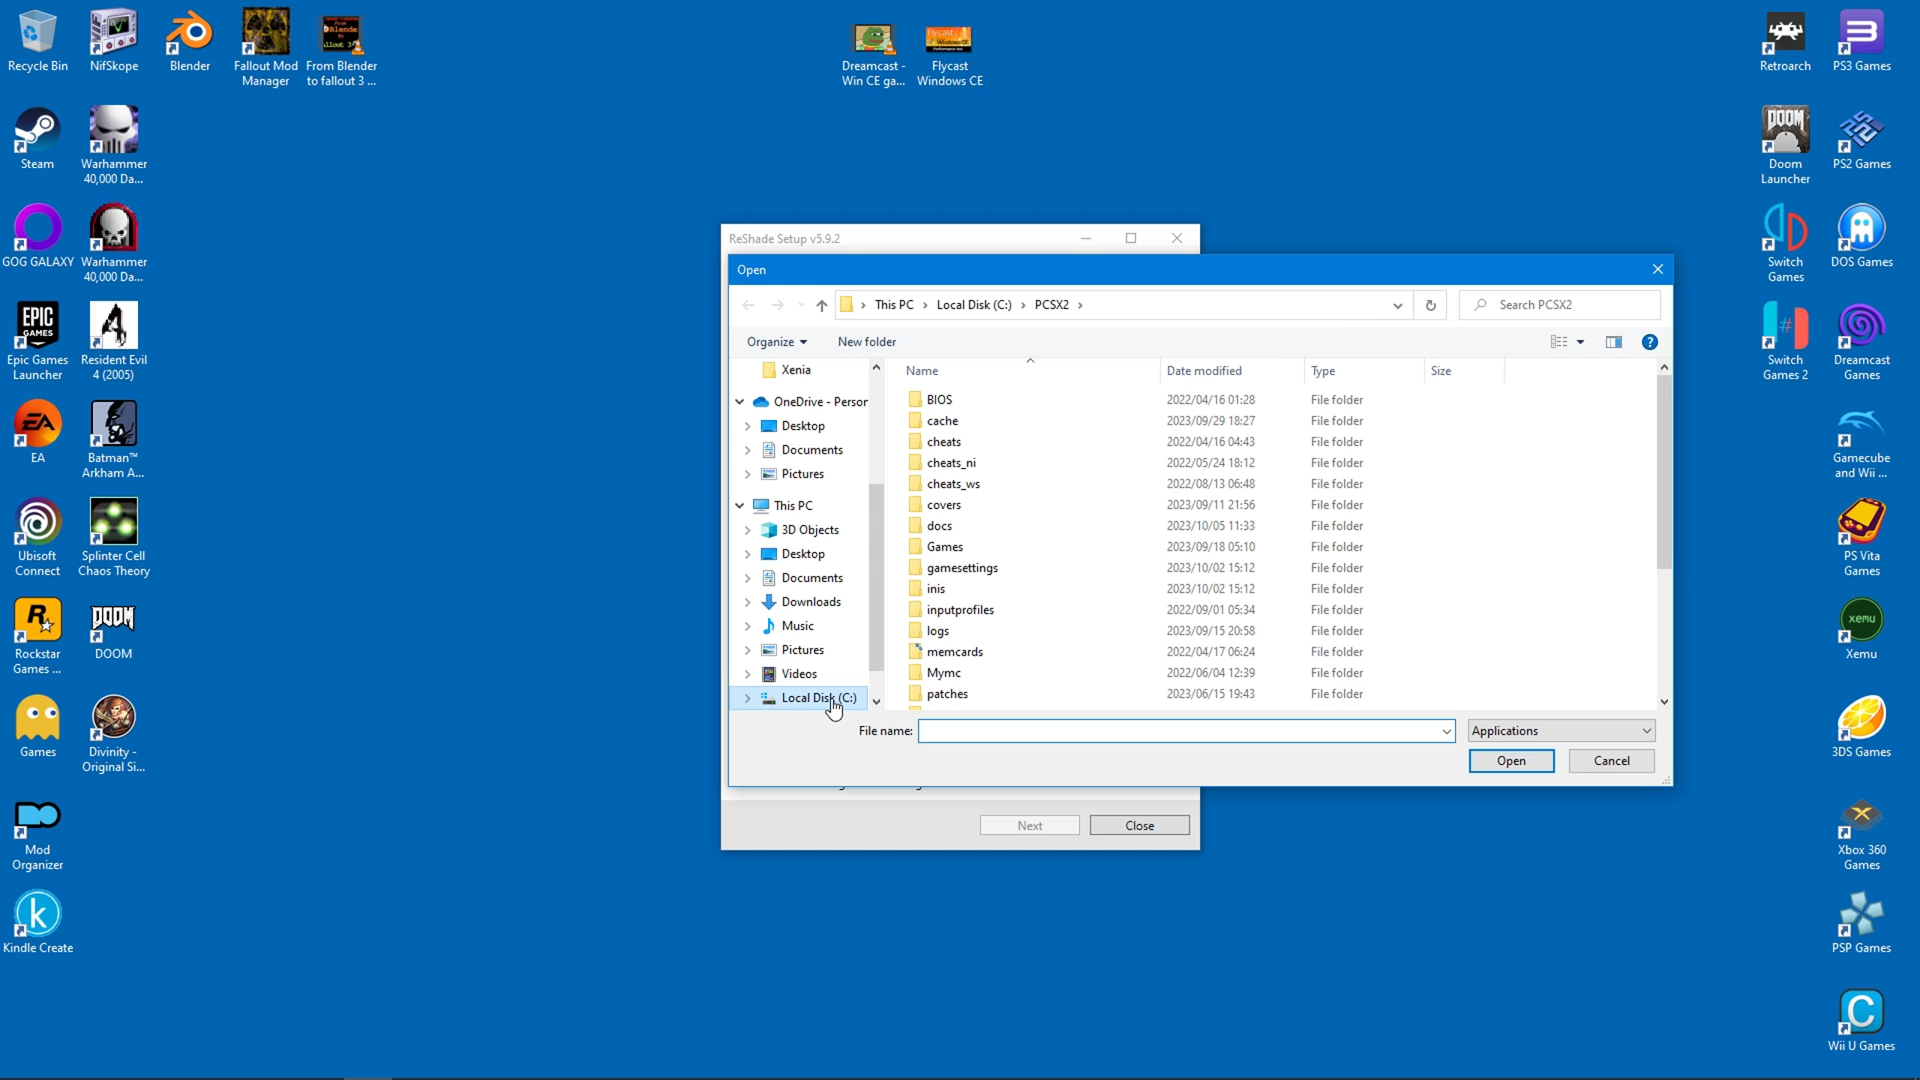 Recycle Bin
NifSkope
Blender
Fallout Mod
Manager
From Blender
to fallout 3 ...
Dreamcast -
Win CE ga...
Flycast
Windows CE
Retroarch
PS3 Games
Steam
Warhammer
40,000 Da...
DOOM
Doom
Launcher
PS2 Games
GOG GALAXY
Warhammer
40,000 Da...
Switch
Games
DOS Games
EPIC
GAMES
Epic Games
Launcher
Resident Evil
4 (2005)
Switch
Games 2
Dreamcast
Games
EA
EA
Batman™
Arkham A...
Gamecube
and Wii ...
Ubisoft
Connect
Splinter Cell
Chaos Theory
PS Vita
Games
Rockstar
Games ...
DOOM
DOOM
xemu
Xemu
Games
Divinity -
Original Si...
3DS Games
Mod
Organizer
Xbox 360
Games
Kindle Create
PSP Games
Wii U Games
ReShade Setup v5.9.2
Open
This PC › Local Disk (C:) › PCSX2 ›
Search PCSX2
Organize
New folder
Xenia
OneDrive - Person
Desktop
Documents
Pictures
This PC
3D Objects
Desktop
Documents
Downloads
Music
Pictures
Videos
Local Disk (C:)
Name Date modified Type Size
BIOS 2022/04/16 01:28 File folder
cache 2023/09/29 18:27 File folder
cheats 2022/04/16 04:43 File folder
cheats_ni 2022/05/24 18:12 File folder
cheats_ws 2022/08/13 06:48 File folder
covers 2023/09/11 21:56 File folder
docs 2023/10/05 11:33 File folder
Games 2023/09/18 05:10 File folder
gamesettings 2023/10/02 15:12 File folder
inis 2023/10/02 15:12 File folder
inputprofiles 2022/09/01 05:34 File folder
logs 2023/09/15 20:58 File folder
memcards 2022/04/17 06:24 File folder
Mymc 2022/06/04 12:39 File folder
patches 2023/06/15 19:43 File folder
File name:
Applications
Open
Cancel
Next
Close